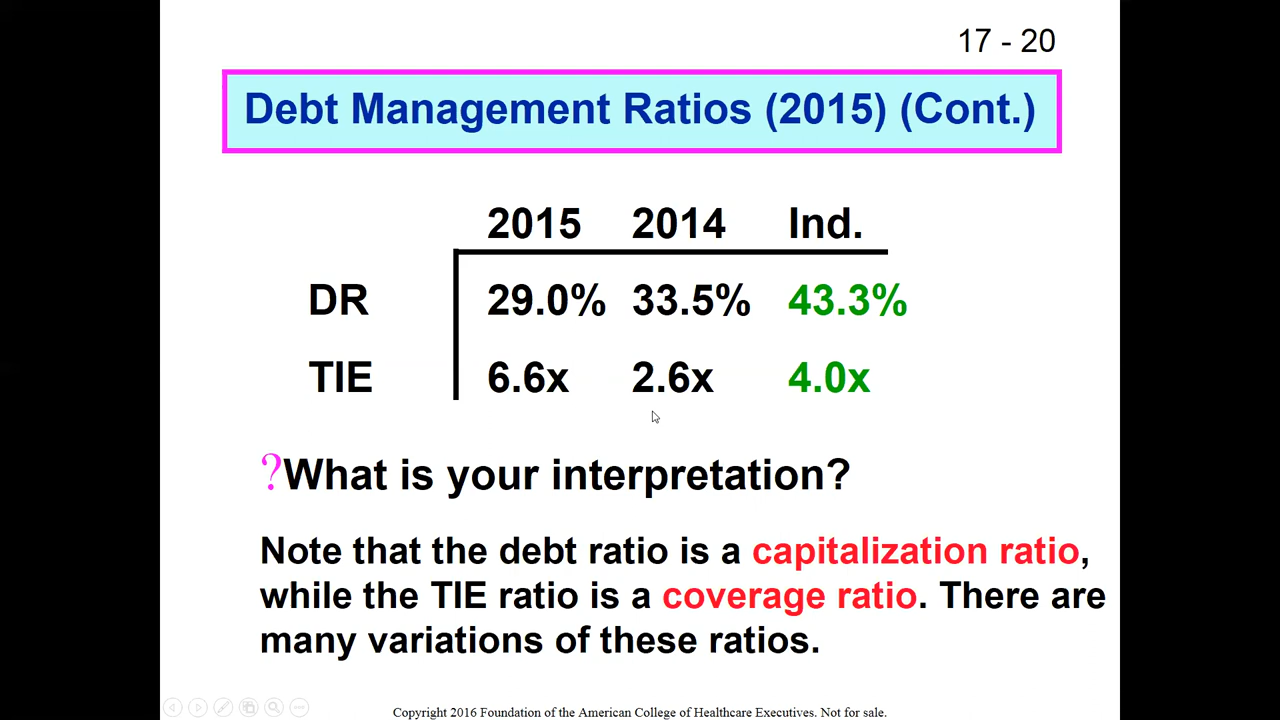 17 - 20
Debt Management Ratios (2015) (Cont.)
2015 2014 Ind.
DR 29.0% 33.5% 43.3%
TIE 6.6x 2.6x 4.0x
?What is your interpretation?
Note that the debt ratio is a capitalization ratio,
while the TIE ratio is a coverage ratio. There are
many variations of these ratios.
Copyright 2016 Foundation of the American College of Healthcare Executives. Not for sale.